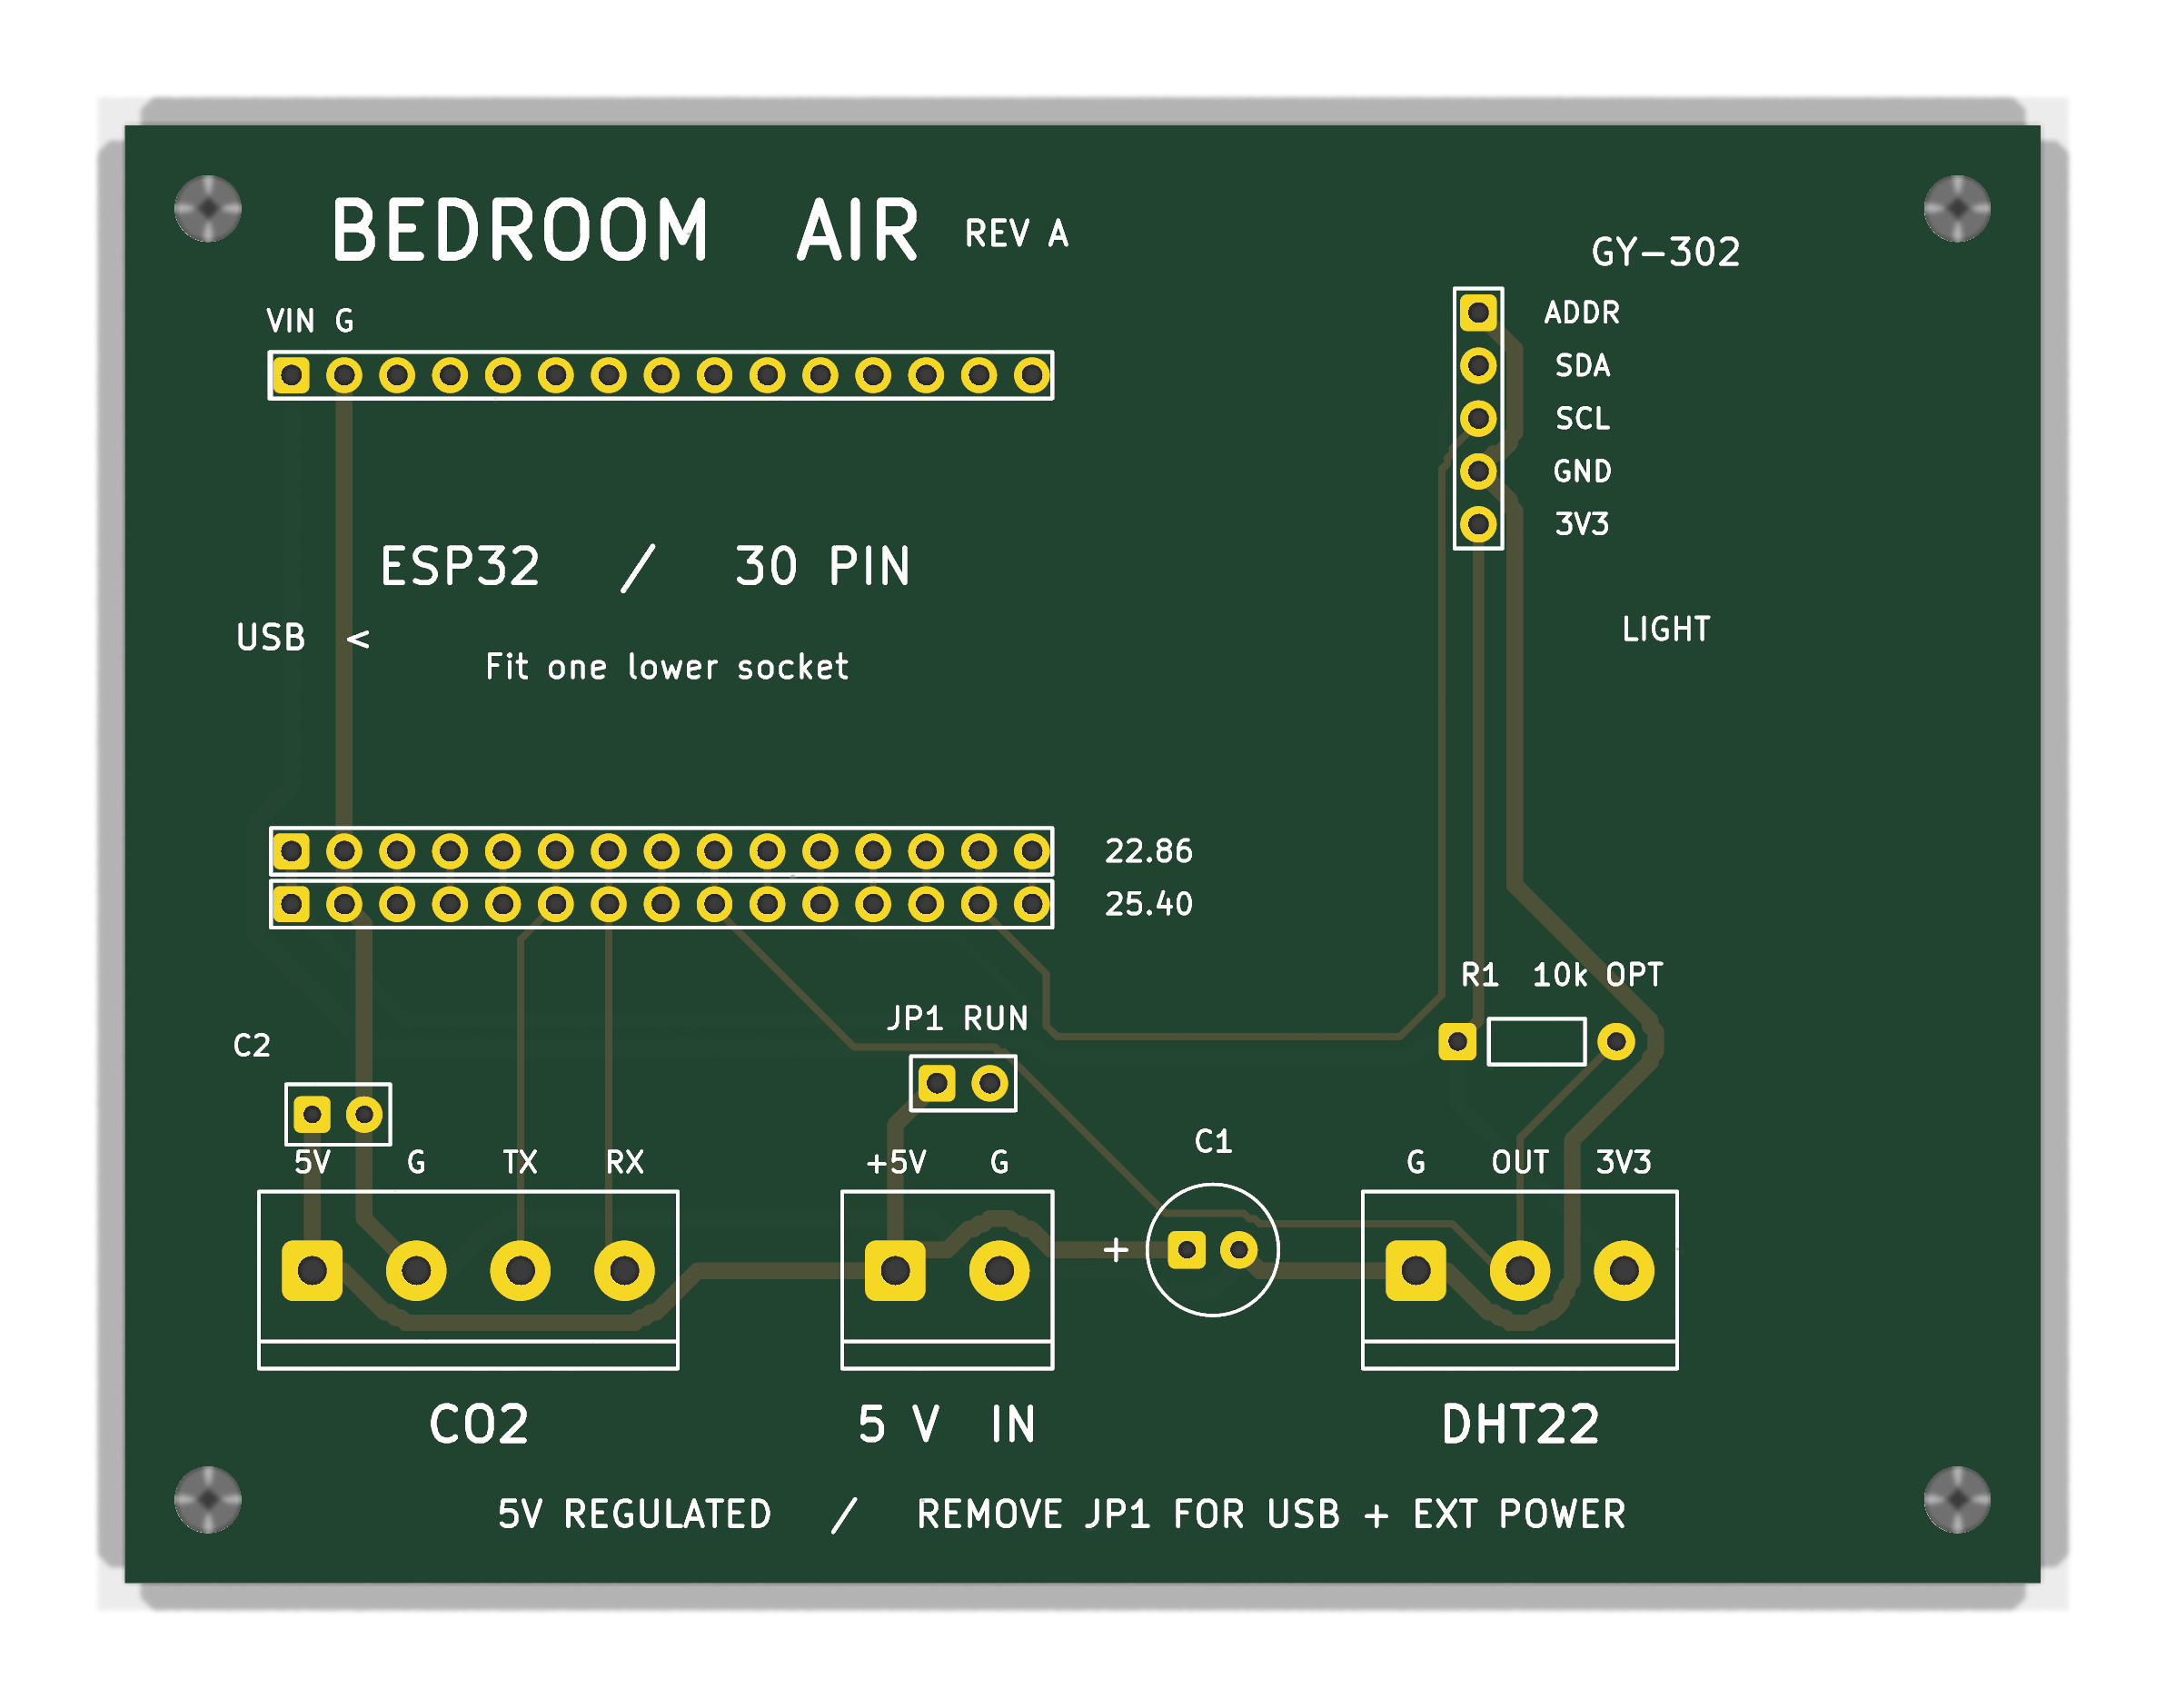 BEDROOM AIR REV A
GY-302
VIN G
ADDR
SDA
SCL
GND
3V3
ESP32 / 30 PIN
USB <
Fit one lower socket
LIGHT
22.86
25.40
R1 10k OPT
JP1 RUN
C2
C1
5V G TX RX
+5V G
G OUT 3V3
+
CO2
5 V IN
DHT22
5V REGULATED / REMOVE JP1 FOR USB + EXT POWER